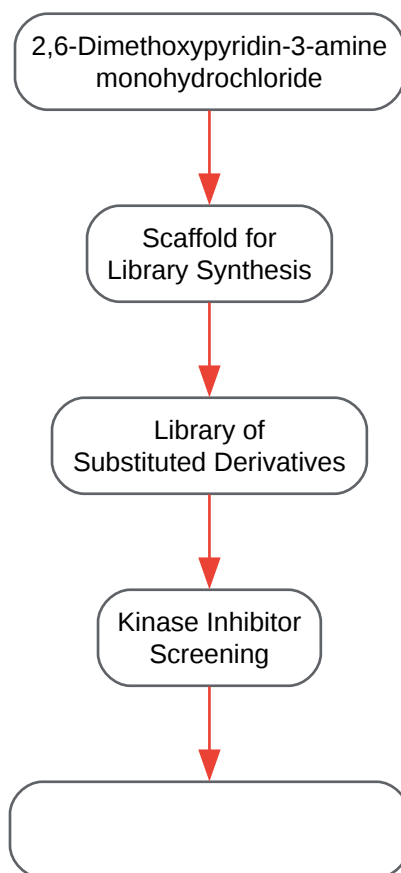 2,6-Dimethoxypyridin-3-amine
monohydrochloride
Scaffold for
Library Synthesis
Library of
Substituted Derivatives
Kinase Inhibitor
Screening